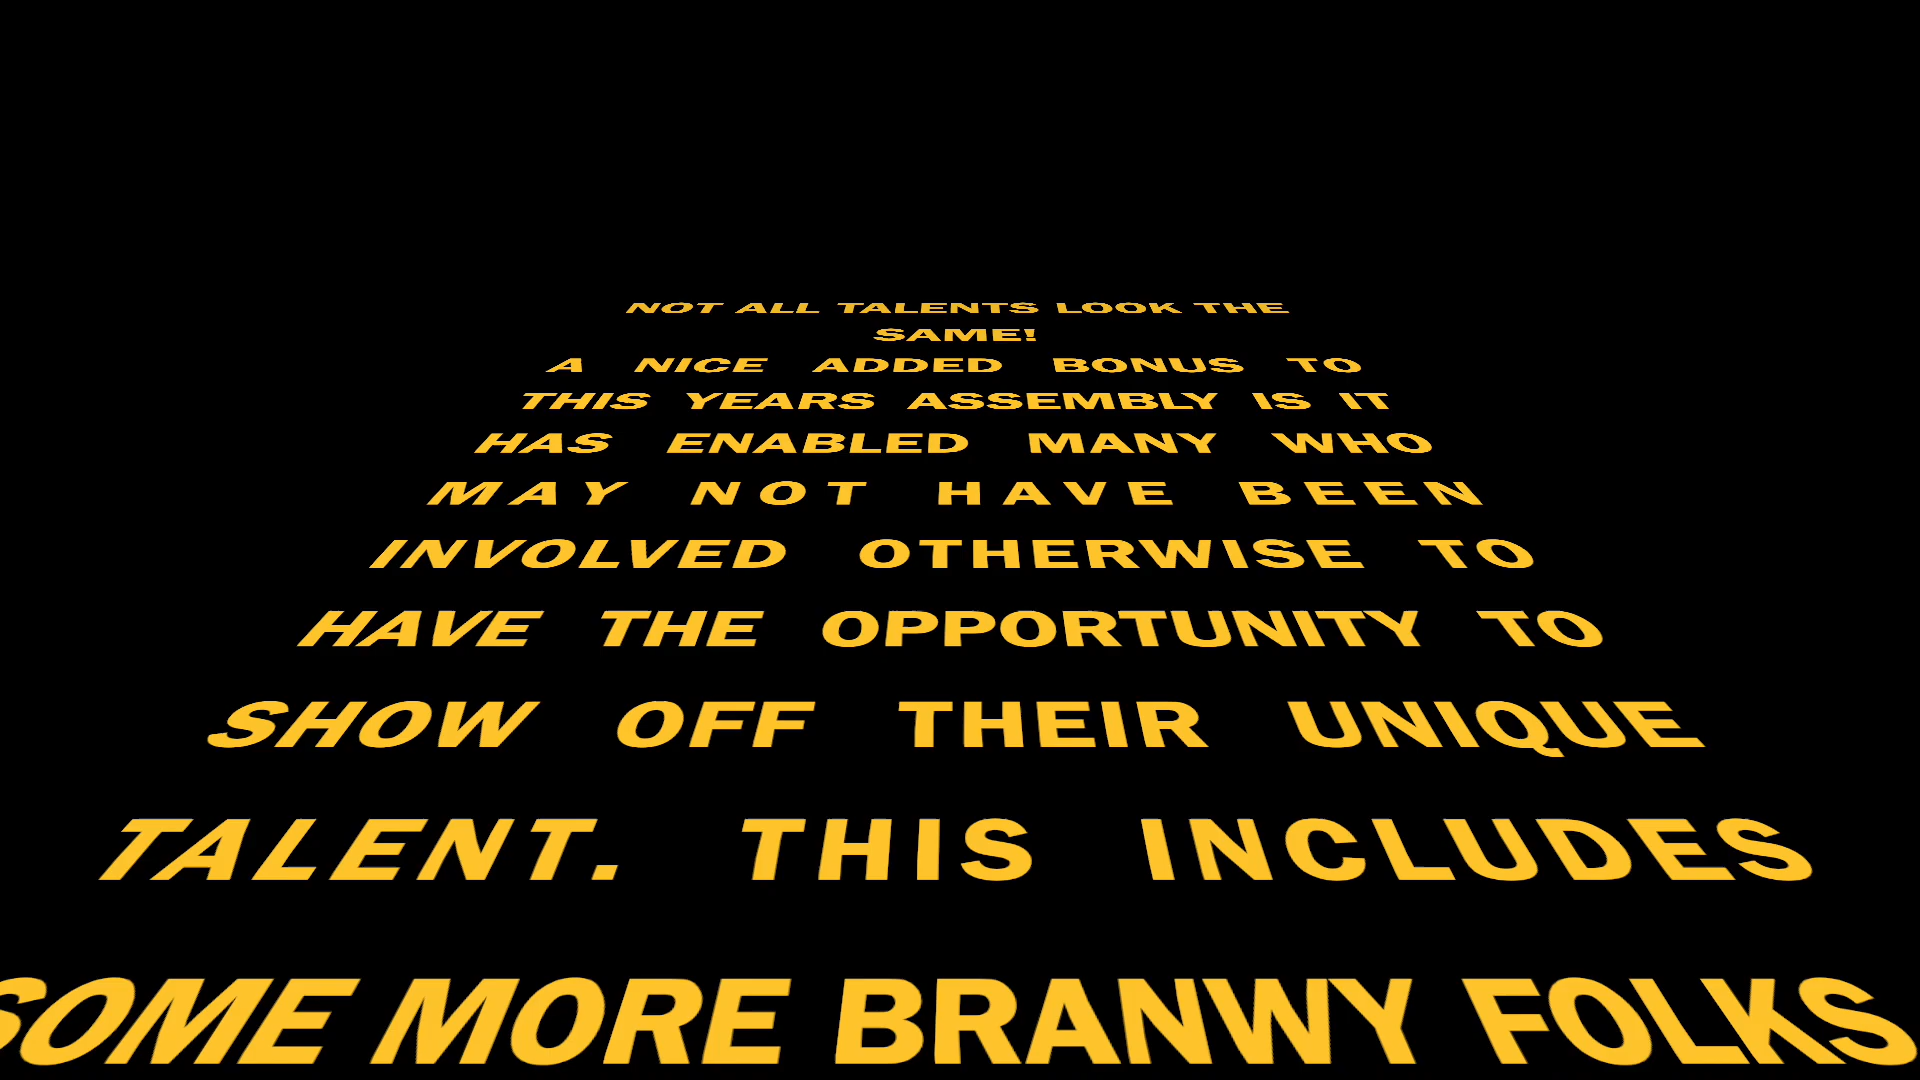 NOT ALL TALENTS LOOK THE
SAME!
A NICE ADDED BONUS TO
THIS YEARS ASSEMBLY IS IT
HAS ENABLED MANY WHO
MAY NOT HAVE BEEN
INVOLVED OTHERWISE TO
HAVE THE OPPORTUNITY TO
SHOW OFF THEIR UNIQUE
TALENT. THIS INCLUDES
SOME MORE BRANWY FOLKS